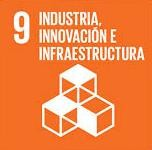 9 INDUSTRIA,
INNOVACIÓN E
INFRAESTRUCTURA